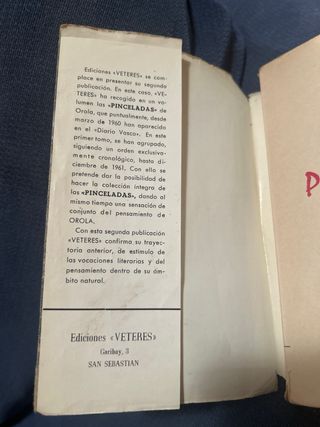 Ediciones «VETERES» se com-
place en presentar su segunda
publicación. En este caso, «VE-
TERES» ha recogido en un vo-
lumen las «PINCELADAS» de
Orola, que puntualmente, desde
marzo de 1960 han aparecido
en el «Diario Vasco». En este
primer tomo, se han agrupado,
siguiendo un orden exclusiva-
mente cronológico, hasta di-
ciembre de 1961. Con ello se
pretende dar la posibilidad de
hacer la colección íntegra de
las «PINCELADAS», dando al
mismo tiempo una sensación de
conjunto del pensamiento de
OROLA.
Con esta segunda publicación
«VETERES» confirma su trayec-
toria anterior, de estímulo de
las vocaciones literarias y del
pensamiento dentro de su ám-
bito natural.
Ediciones «VETERES»
Garibay, 3
SAN SEBASTIAN
P